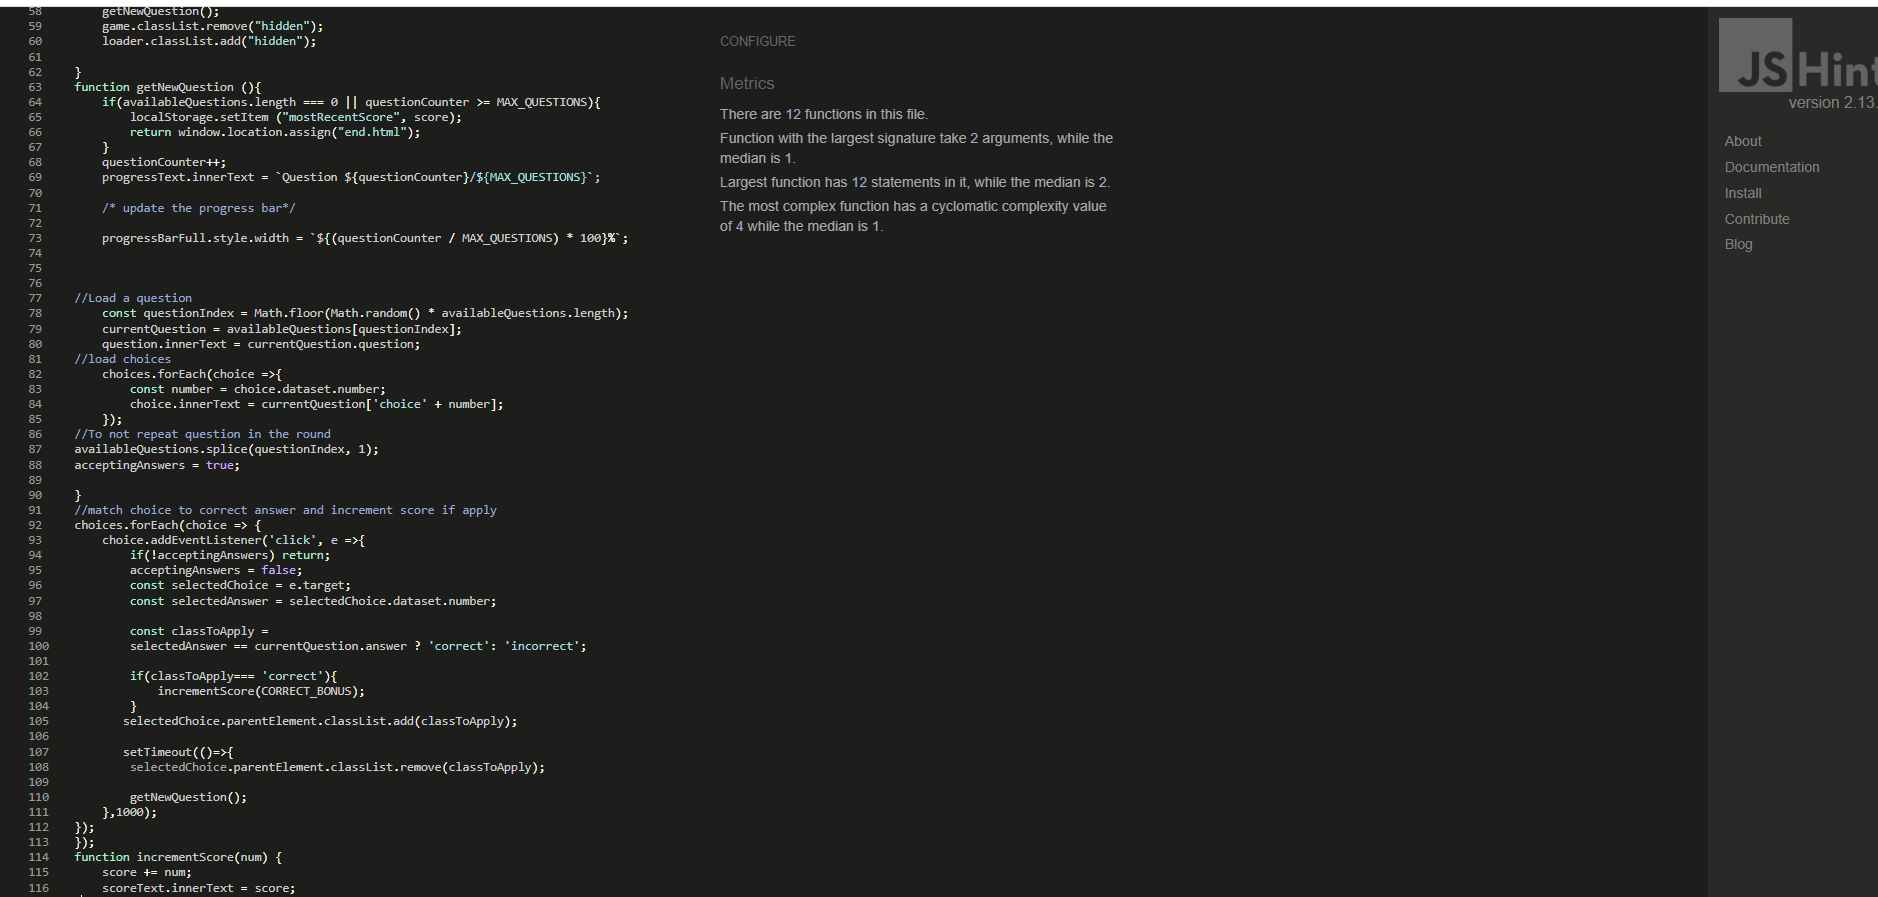 58 getNewQuestion();
59 game.classList.remove("hidden");
60 loader.classList.add("hidden");
61
62 }
63 function getNewQuestion (){
64 if(availableQuestions.length === 0 || questionCounter >= MAX_QUESTIONS){
65 localStorage.setItem ("mostRecentScore", score);
66 return window.location.assign("end.html");
67 }
68 questionCounter++;
69 progressText.innerText = `Question ${questionCounter}/${MAX_QUESTIONS}`;
70
71 /* update the progress bar*/
72
73 progressBarFull.style.width = `${(questionCounter / MAX_QUESTIONS) * 100}%`;
74
75
76
77 //Load a question
78 const questionIndex = Math.floor(Math.random() * availableQuestions.length);
79 currentQuestion = availableQuestions[questionIndex];
80 question.innerText = currentQuestion.question;
81 //load choices
82 choices.forEach(choice =>{
83 const number = choice.dataset.number;
84 choice.innerText = currentQuestion['choice' + number];
85 });
86 //To not repeat question in the round
87 availableQuestions.splice(questionIndex, 1);
88 acceptingAnswers = true;
89
90 }
91 //match choice to correct answer and increment score if apply
92 choices.forEach(choice => {
93 choice.addEventListener('click', e =>{
94 if(!acceptingAnswers) return;
95 acceptingAnswers = false;
96 const selectedChoice = e.target;
97 const selectedAnswer = selectedChoice.dataset.number;
98
99 const classToApply =
100 selectedAnswer == currentQuestion.answer ? 'correct': 'incorrect';
101
102 if(classToApply=== 'correct'){
103 incrementScore(CORRECT_BONUS);
104 }
105 selectedChoice.parentElement.classList.add(classToApply);
106
107 setTimeout(()=>{
108 selectedChoice.parentElement.classList.remove(classToApply);
109
110 getNewQuestion();
111 },1000);
112 });
113 });
114 function incrementScore(num) {
115 score += num;
116 scoreText.innerText = score;
CONFIGURE
Metrics
There are 12 functions in this file.
Function with the largest signature take 2 arguments, while the
median is 1.
Largest function has 12 statements in it, while the median is 2.
The most complex function has a cyclomatic complexity value
of 4 while the median is 1.
JSHint
version 2.13.
About
Documentation
Install
Contribute
Blog